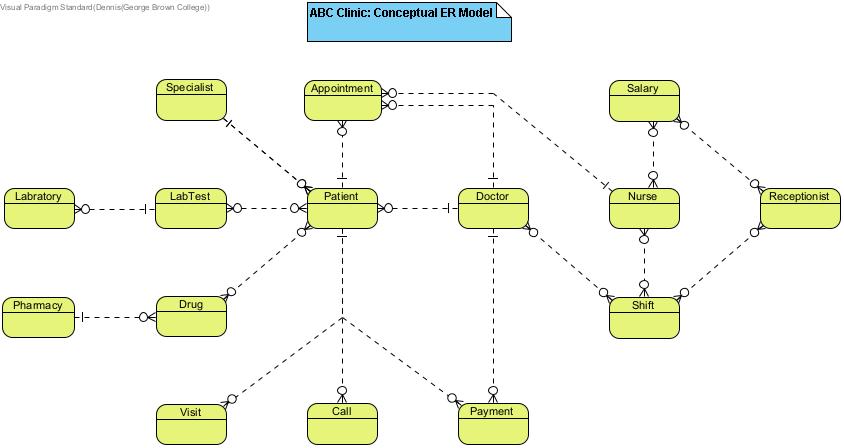 Visual Paradigm Standard(Dennis(George Brown College))
ABC Clinic: Conceptual ER Model
Specialist
Appointment
Salary
Labratory
LabTest
Patient
Doctor
Nurse
Receptionist
Pharmacy
Drug
Shift
Visit
Call
Payment